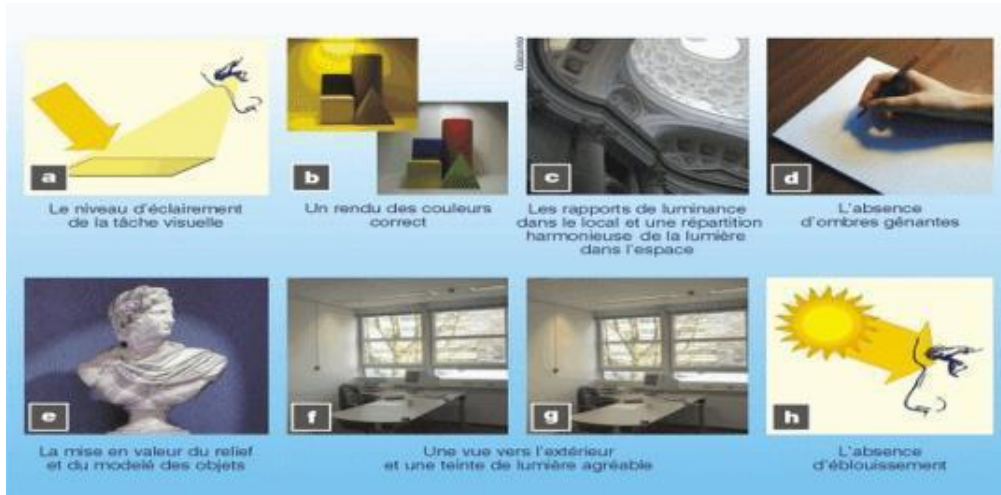 a
b
c
d
Le niveau d'éclairement
de la tâche visuelle
Un rendu des couleurs
correct
Les rapports de luminance
dans le local et une répartition
harmonieuse de la lumière
dans l'espace
L'absence
d'ombres gênantes
e
f
g
h
La mise en valeur du relief
et du modelé des objets
Une vue vers l'extérieur
et une teinte de lumière agréable
L'absence
d'éblouissement